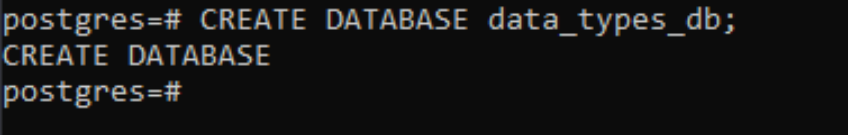 postgres=# CREATE DATABASE data_types_db;
CREATE DATABASE
postgres=#